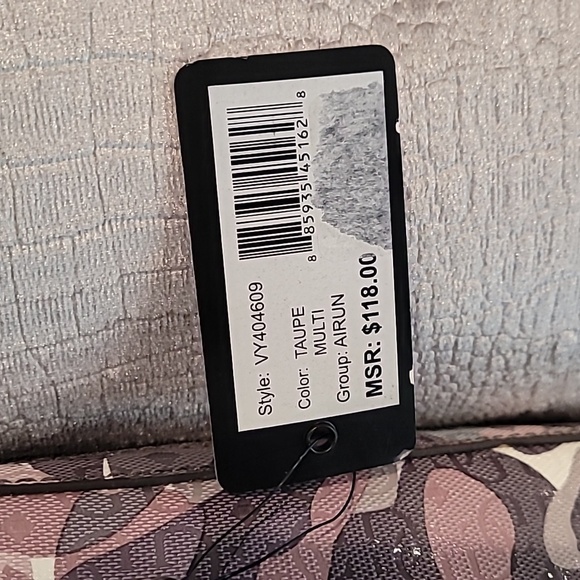 8 85935 45162 8
Style: VY404609
Color: TAUPE
MULTI
Group: AIRUN
MSR: $118.00